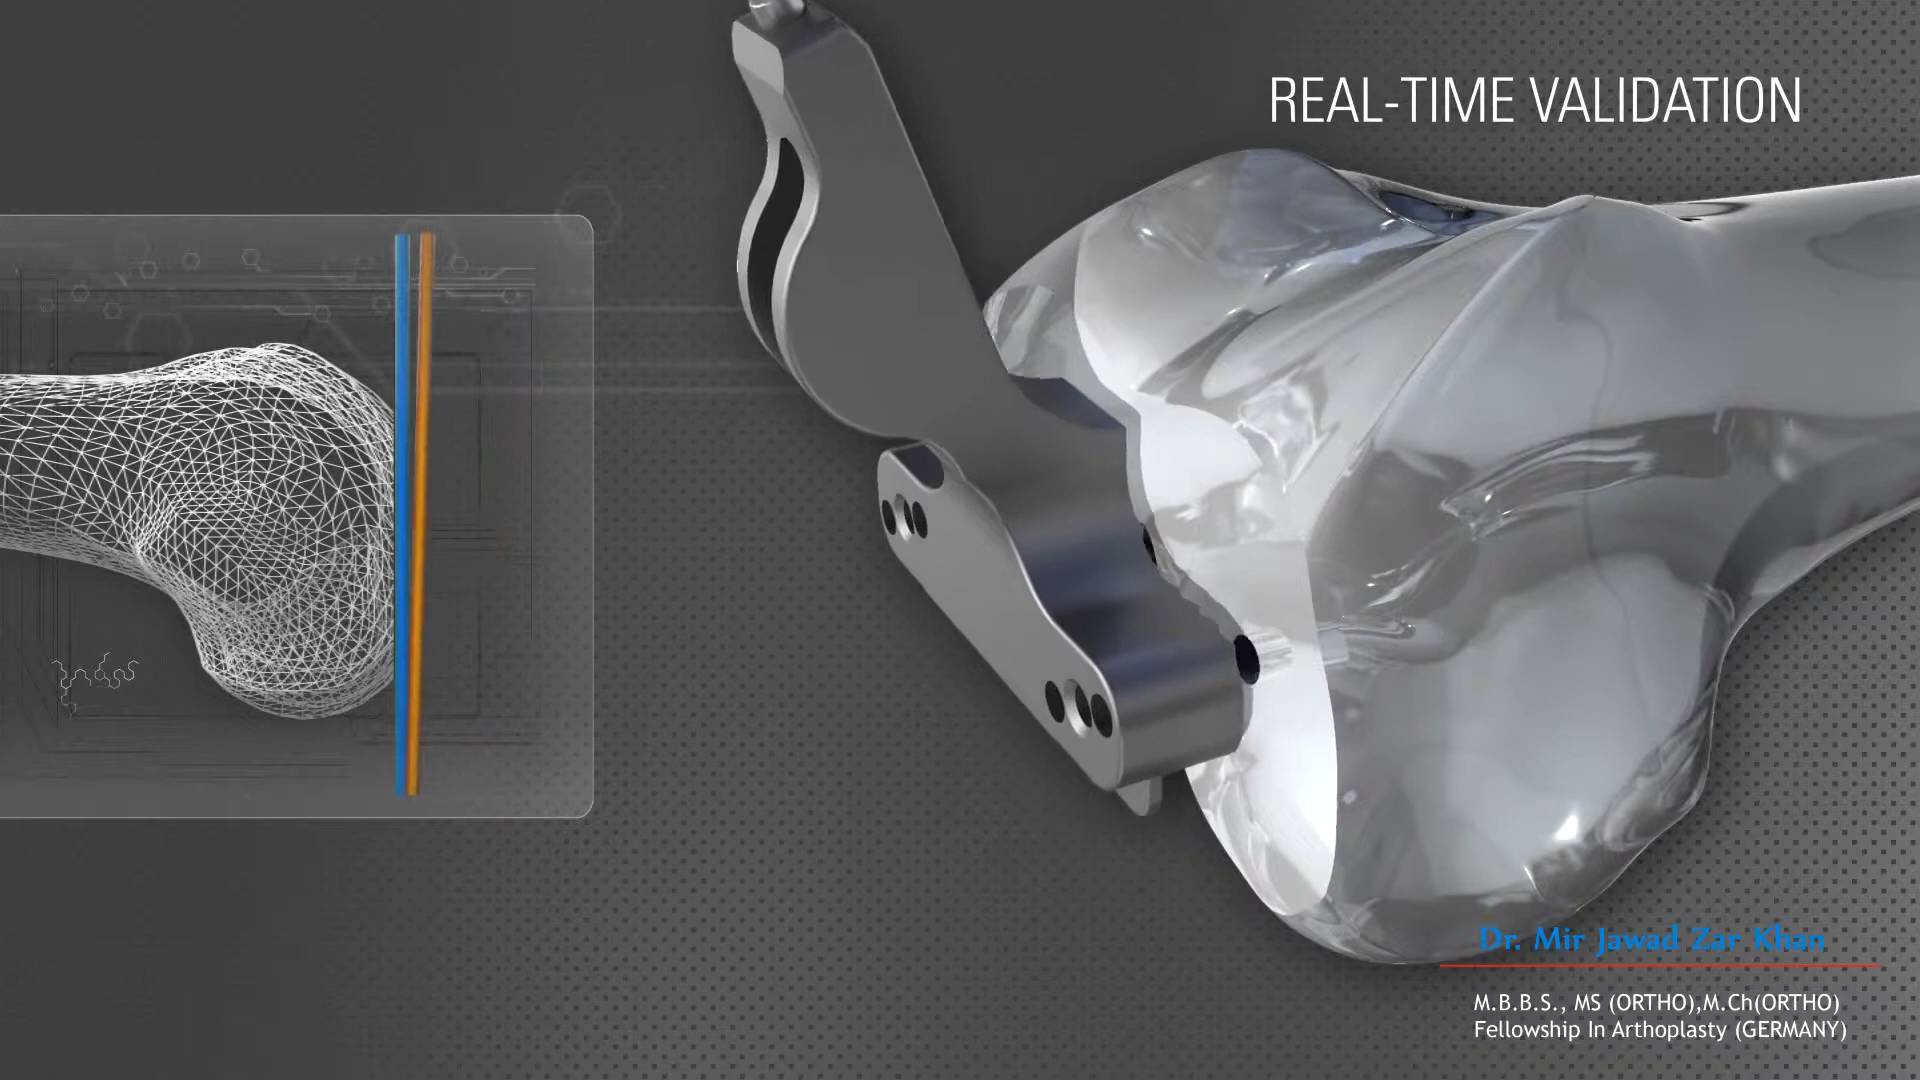 REAL-TIME VALIDATION
Dr. Mir Jawad Zar Khan
M.B.B.S., MS (ORTHO),M.Ch(ORTHO)
Fellowship In Arthoplasty (GERMANY)